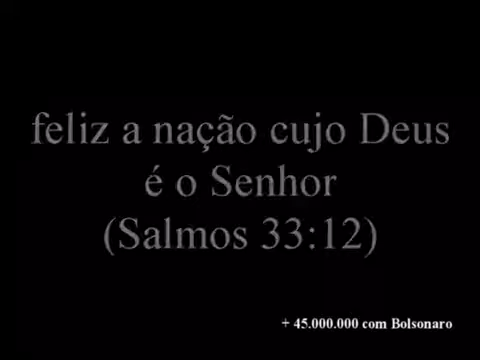 feliz a nação cujo Deus
é o Senhor
(Salmos 33:12)
+ 45.000.000 com Bolsonaro